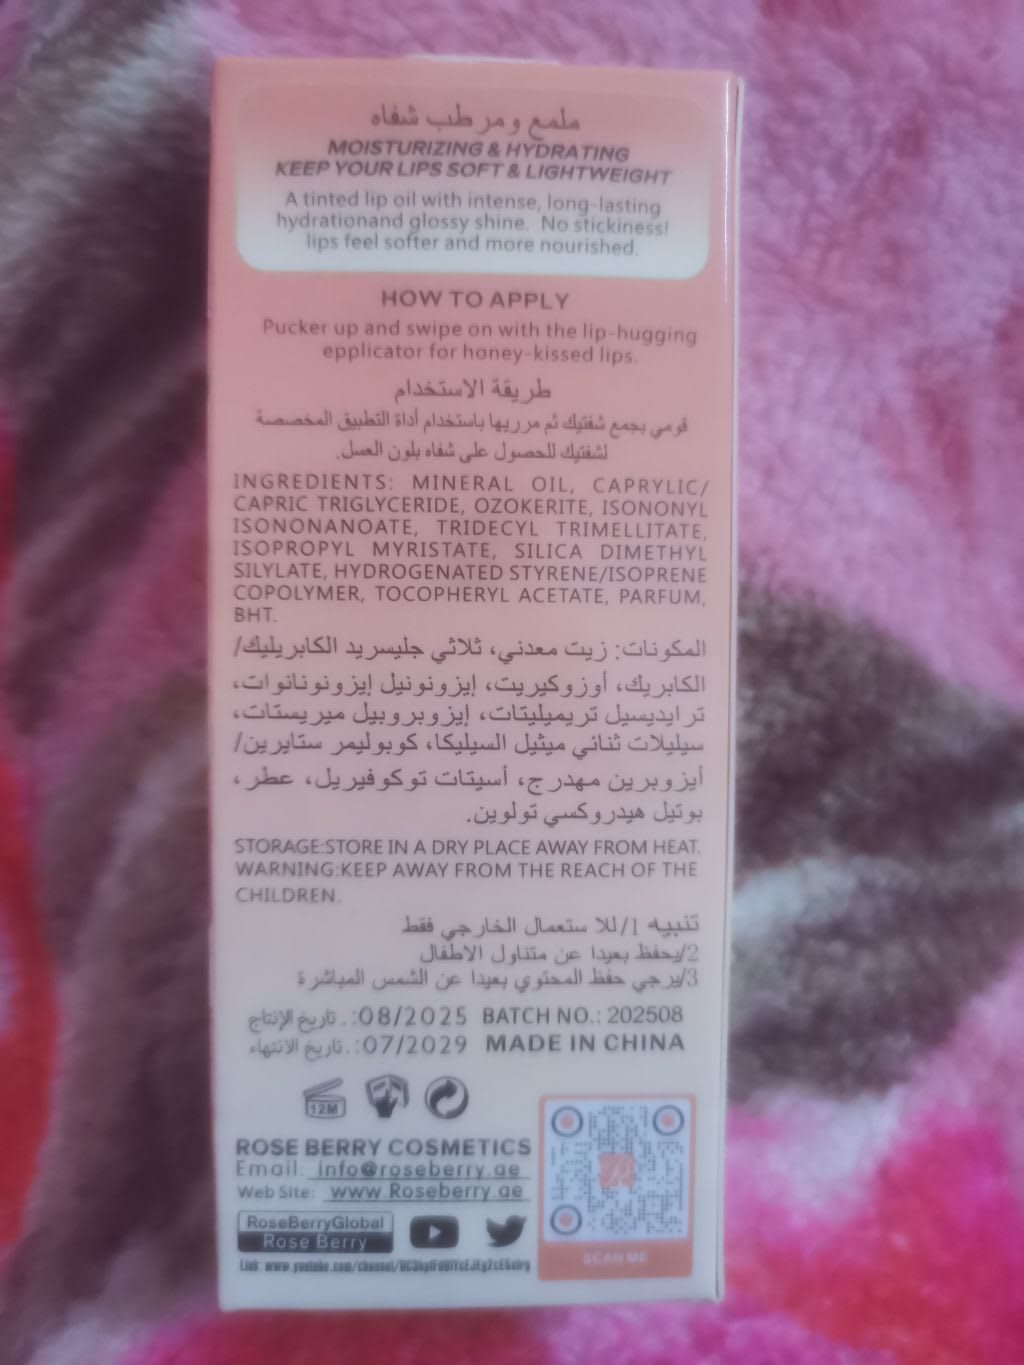 ملمع ومرطب شفاه
MOISTURIZING & HYDRATING
KEEP YOUR LIPS SOFT & LIGHTWEIGHT
A tinted lip oil with intense, long-lasting
hydrationand glossy shine. No stickiness!
lips feel softer and more nourished.
HOW TO APPLY
Pucker up and swipe on with the lip-hugging
epplicator for honey-kissed lips.
طريقة الاستخدام
قومي بجمع شفتيك ثم مرريها باستخدام أداة التطبيق المخصصة
لشفتيك للحصول على شفاه بلون العسل.
INGREDIENTS: MINERAL OIL, CAPRYLIC/
CAPRIC TRIGLYCERIDE, OZOKERITE, ISONONYL
ISONONANOATE, TRIDECYL TRIMELLITATE,
ISOPROPYL MYRISTATE, SILICA DIMETHYL
SILYLATE, HYDROGENATED STYRENE/ISOPRENE
COPOLYMER, TOCOPHERYL ACETATE, PARFUM,
BHT.
المكونات: زيت معدني، ثلاثي جليسريد الكابريليك/
الكابريك، أوزوكيريت، إيزونونيل إيزونونانوات،
ترايديسيل تريميليتات، إيزوبروبيل ميريستات،
سيليلات ثنائي ميثيل السيليكا، كوبوليمر ستايرين/
أيزوبرين مهدرج، أسيتات توكوفيريل، عطر،
بوتيل هيدروكسي تولوين.
STORAGE:STORE IN A DRY PLACE AWAY FROM HEAT.
WARNING:KEEP AWAY FROM THE REACH OF THE
CHILDREN.
تنبيه 1/للا ستعمال الخارجي فقط
2/يحفظ بعيدا عن متناول الاطفال
3/يرجي حفظ المحتوي بعيدا عن الشمس المباشرة
تاريخ الإنتاج.:08/2025 BATCH NO.: 202508
تاريخ الانتهاء.:07/2029 MADE IN CHINA
12M
ROSE BERRY COSMETICS
Email: info@roseberry.ae
Web Site: www.Roseberry.ae
RoseBerryGlobal
Rose Berry
Link: www.youtube.com/channel/
SCAN ME